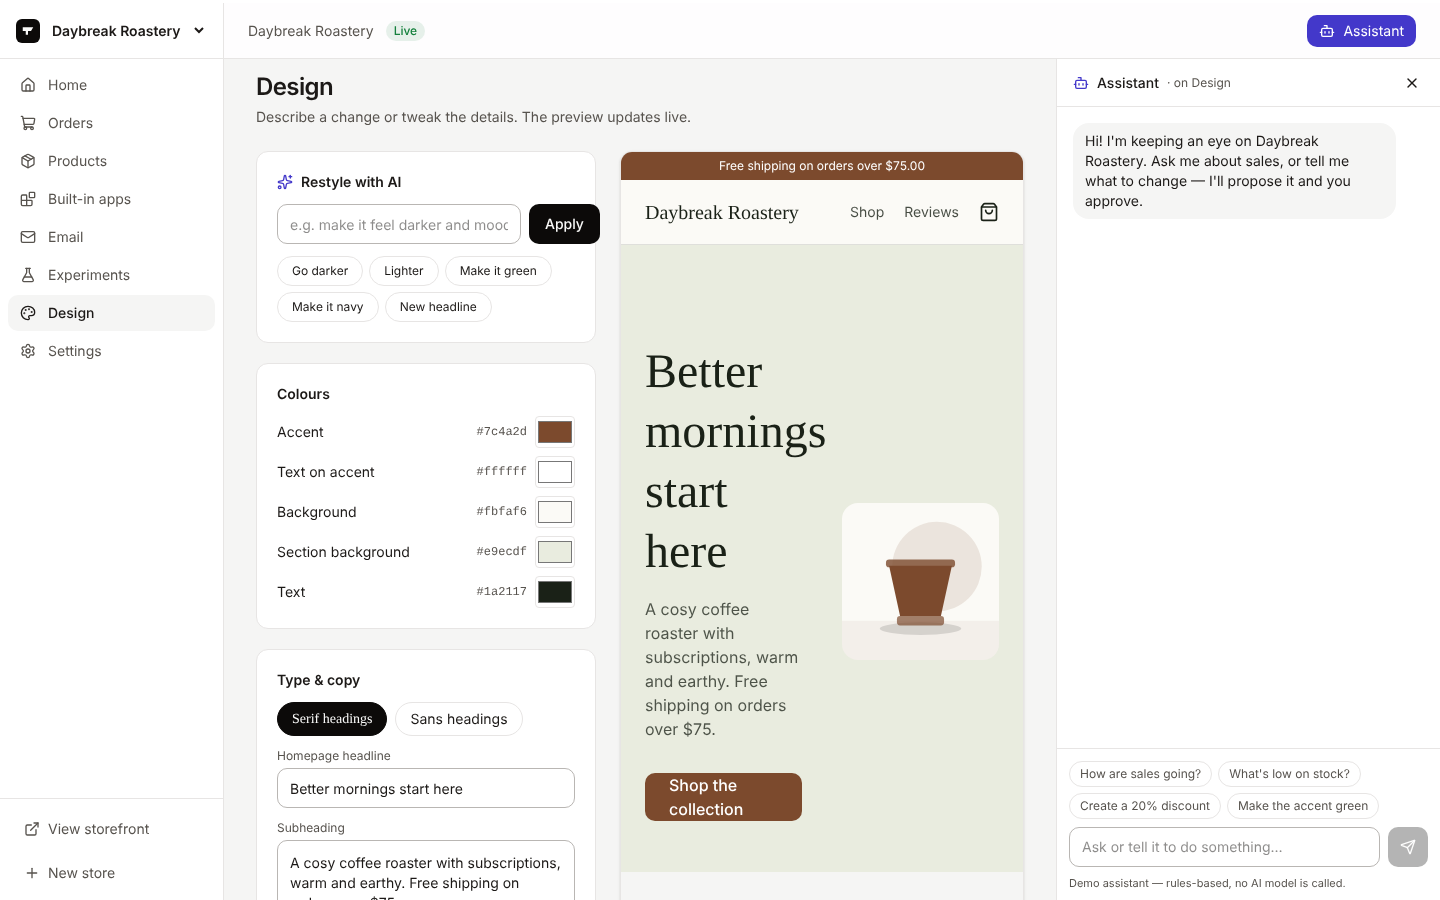 Daybreak Roastery
Home
Orders
Products
Built-in apps
Email
Experiments
Design
Settings
View storefront
New store
Daybreak Roastery
Live
Assistant
Design
Describe a change or tweak the details. The preview updates live.
Restyle with AI
e.g. make it feel darker and mooc
Apply
Go darker
Lighter
Make it green
Make it navy
New headline
Colours
Accent #7c4a2d
Text on accent #ffffff
Background #fbfaf6
Section background #e9ecdf
Text #1a2117
Type & copy
Serif headings
Sans headings
Homepage headline
Better mornings start here
Subheading
A cosy coffee roaster with subscriptions,
warm and earthy. Free shipping on
Free shipping on orders over $75.00
Daybreak Roastery
Shop
Reviews
Better
mornings
start
here
A cosy coffee
roaster with
subscriptions, warm
and earthy. Free
shipping on orders
over $75.
Shop the
collection
Assistant · on Design
Hi! I'm keeping an eye on Daybreak
Roastery. Ask me about sales, or tell me
what to change — I'll propose it and you
approve.
How are sales going?
What's low on stock?
Create a 20% discount
Make the accent green
Ask or tell it to do something...
Demo assistant — rules-based, no AI model is called.